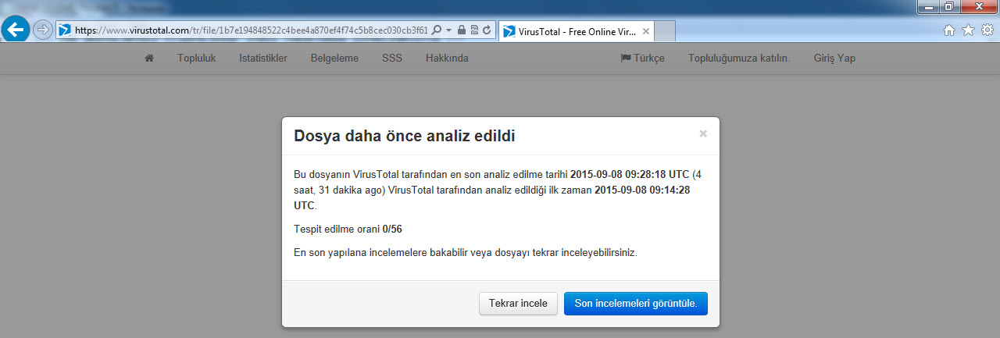 https://www.virustotal.com/tr/file/1b7e194848522c4bee4a870ef4f74c5b8cec030cb3f61
VirusTotal - Free Online Vir...
Topluluk Istatistikler Belgeleme SSS Hakkında Türkçe Topluluğumuza katılın. Giriş Yap
Dosya daha önce analiz edildi
Bu dosyanın VirusTotal tarafından en son analiz edilme tarihi 2015-09-08 09:28:18 UTC (4
saat, 31 dakika ago) VirusTotal tarafından analiz edildiği ilk zaman 2015-09-08 09:14:28
UTC.
Tespit edilme orani 0/56
En son yapılana incelemelere bakabilir veya dosyayı tekrar inceleyebilirsiniz.
Tekrar incele Son incelemeleri görüntüle.